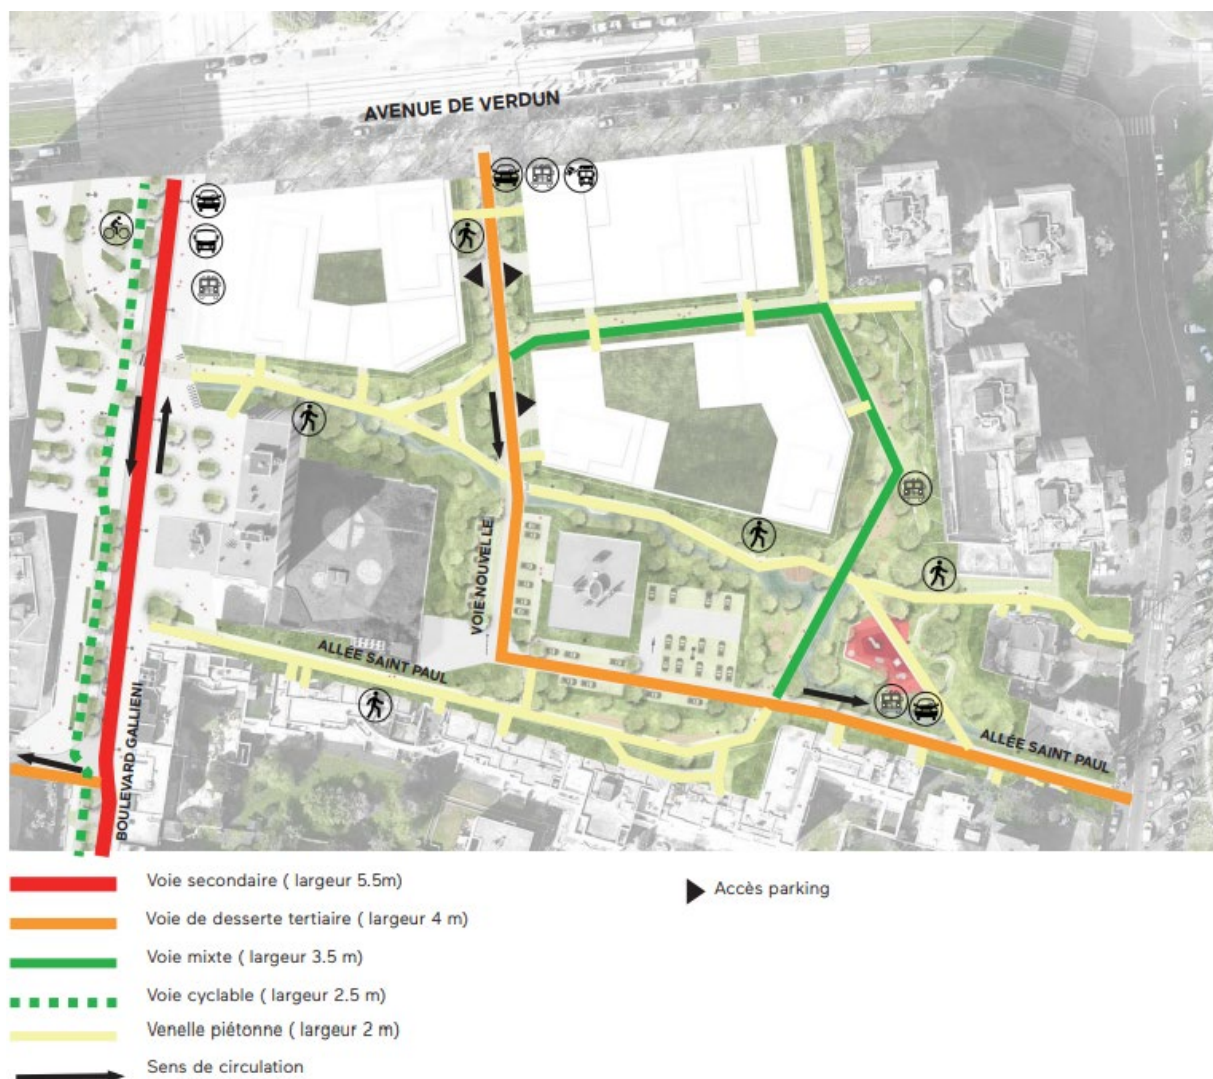 AVENUE DE VERDUN
VOIE NOUVELLE
ALLÉE SAINT PAUL
BOULEVARD GALLIENI
ALLÉE SAINT PAUL
Voie secondaire ( largeur 5.5m)
Voie de desserte tertiaire ( largeur 4 m)
Voie mixte ( largeur 3.5 m)
Voie cyclable ( largeur 2.5 m)
Venelle piétonne ( largeur 2 m)
Sens de circulation
Accès parking